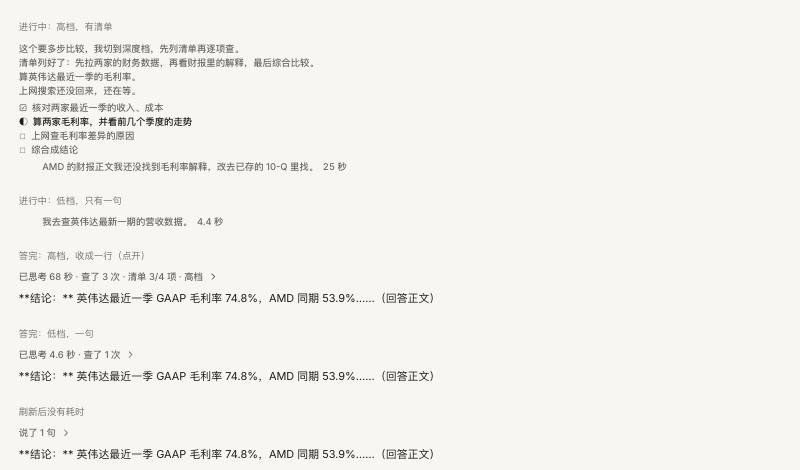 进行中：高档，有清单
这个要多步比较，我切到深度档，先列清单再逐项查。
清单列好了：先拉两家的财务数据，再看财报里的解释，最后综合比较。
算英伟达最近一季的毛利率。
上网搜索还没回来，还在等。
☑ 核对两家最近一季的收入、成本
◐ 算两家毛利率，并看前几个季度的走势
□ 上网查毛利率差异的原因
□ 综合成结论
AMD 的财报正文我还没找到毛利率解释，改去已存的 10-Q 里找。 25 秒
进行中：低档，只有一句
我去查英伟达最新一期的营收数据。 4.4 秒
答完：高档，收成一行（点开）
已思考 68 秒 · 查了 3 次 · 清单 3/4 项 · 高档 >
**结论：** 英伟达最近一季 GAAP 毛利率 74.8%，AMD 同期 53.9%……（回答正文）
答完：低档，一句
已思考 4.6 秒 · 查了 1 次 >
**结论：** 英伟达最近一季 GAAP 毛利率 74.8%，AMD 同期 53.9%……（回答正文）
刷新后没有耗时
说了 1 句 >
**结论：** 英伟达最近一季 GAAP 毛利率 74.8%，AMD 同期 53.9%……（回答正文）